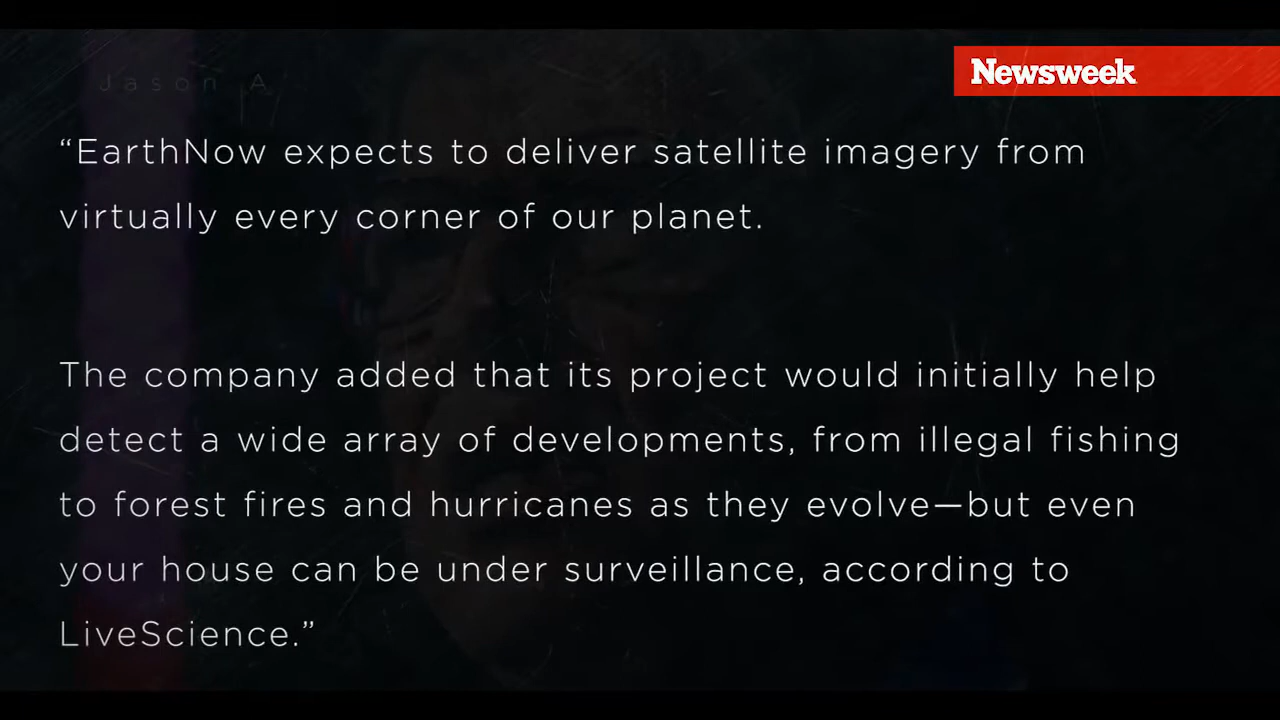 Newsweek
Jason A
“EarthNow expects to deliver satellite imagery from
virtually every corner of our planet.
The company added that its project would initially help
detect a wide array of developments, from illegal fishing
to forest fires and hurricanes as they evolve—but even
your house can be under surveillance, according to
LiveScience.”